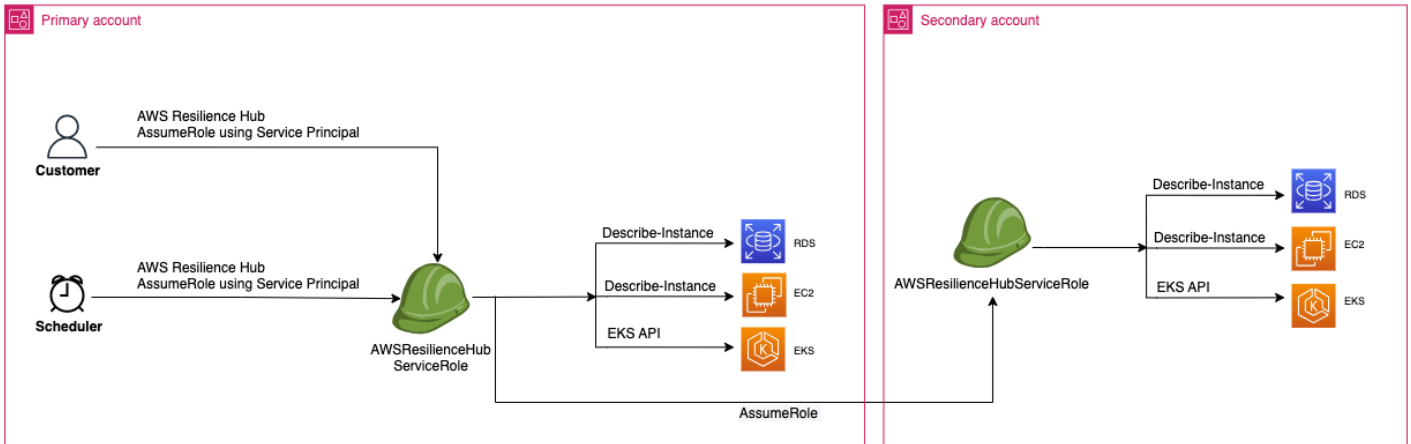 Primary account
AWS Resilience Hub
AssumeRole using Service Principal
Customer
AWS Resilience Hub
AssumeRole using Service Principal
Scheduler
AWSResilienceHub
ServiceRole
Describe-Instance
RDS
Describe-Instance
EC2
EKS API
K
EKS
AssumeRole
Secondary account
AWSResilienceHubServiceRole
Describe-Instance
RDS
Describe-Instance
EC2
EKS API
K
EKS